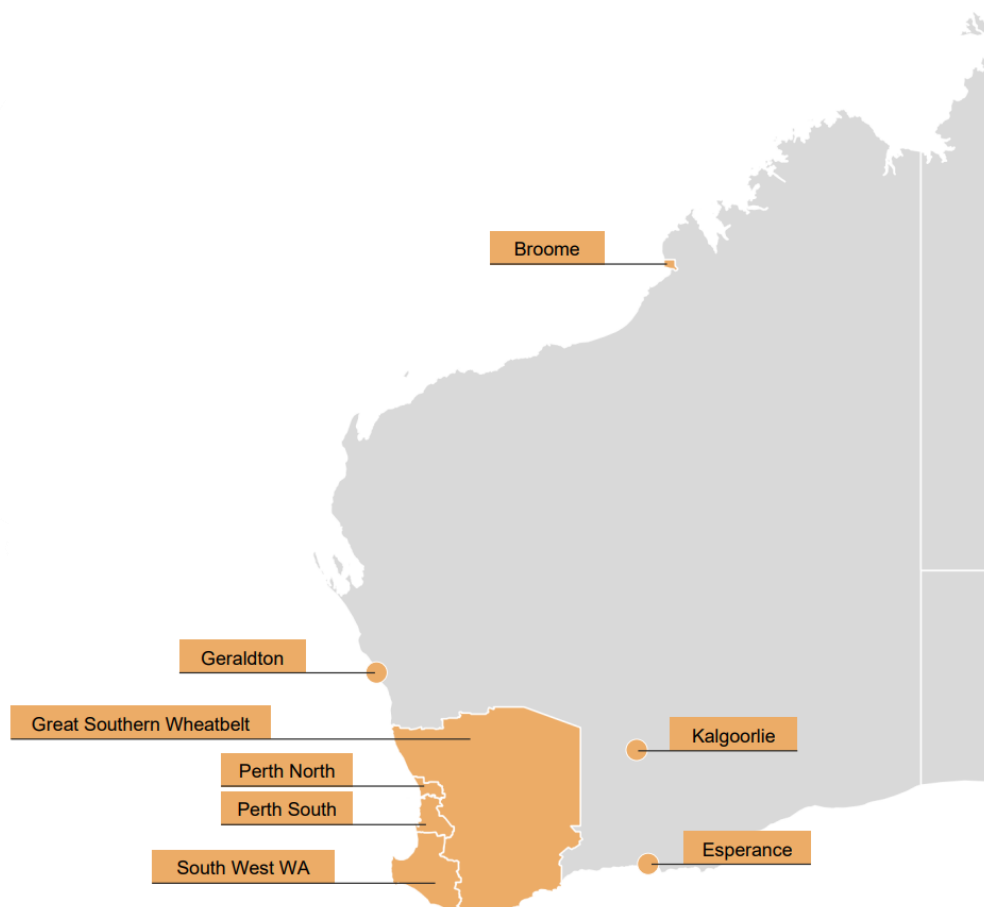 Broome
Geraldton
Great Southern Wheatbelt
Kalgoorlie
Perth North
Perth South
Esperance
South West WA